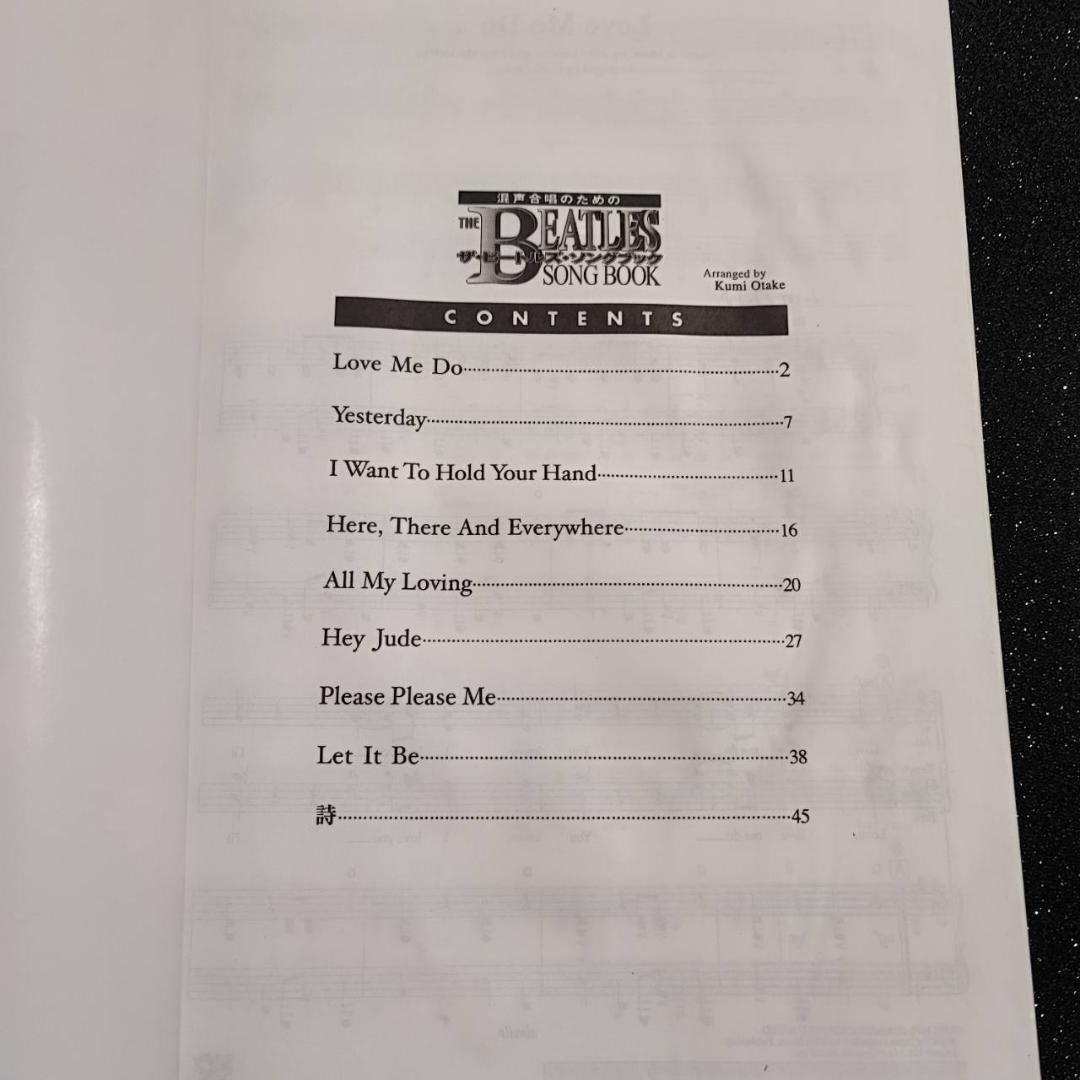 混声合唱のための
THE BEATLES
ザ・ビートルズ・ソングブック
SONG BOOK
Arranged by
Kumi Otake
CONTENTS
Love Me Do 2
Yesterday 7
I Want To Hold Your Hand 11
Here, There And Everywhere 16
All My Loving 20
Hey Jude 27
Please Please Me 34
Let It Be 38
詩 45